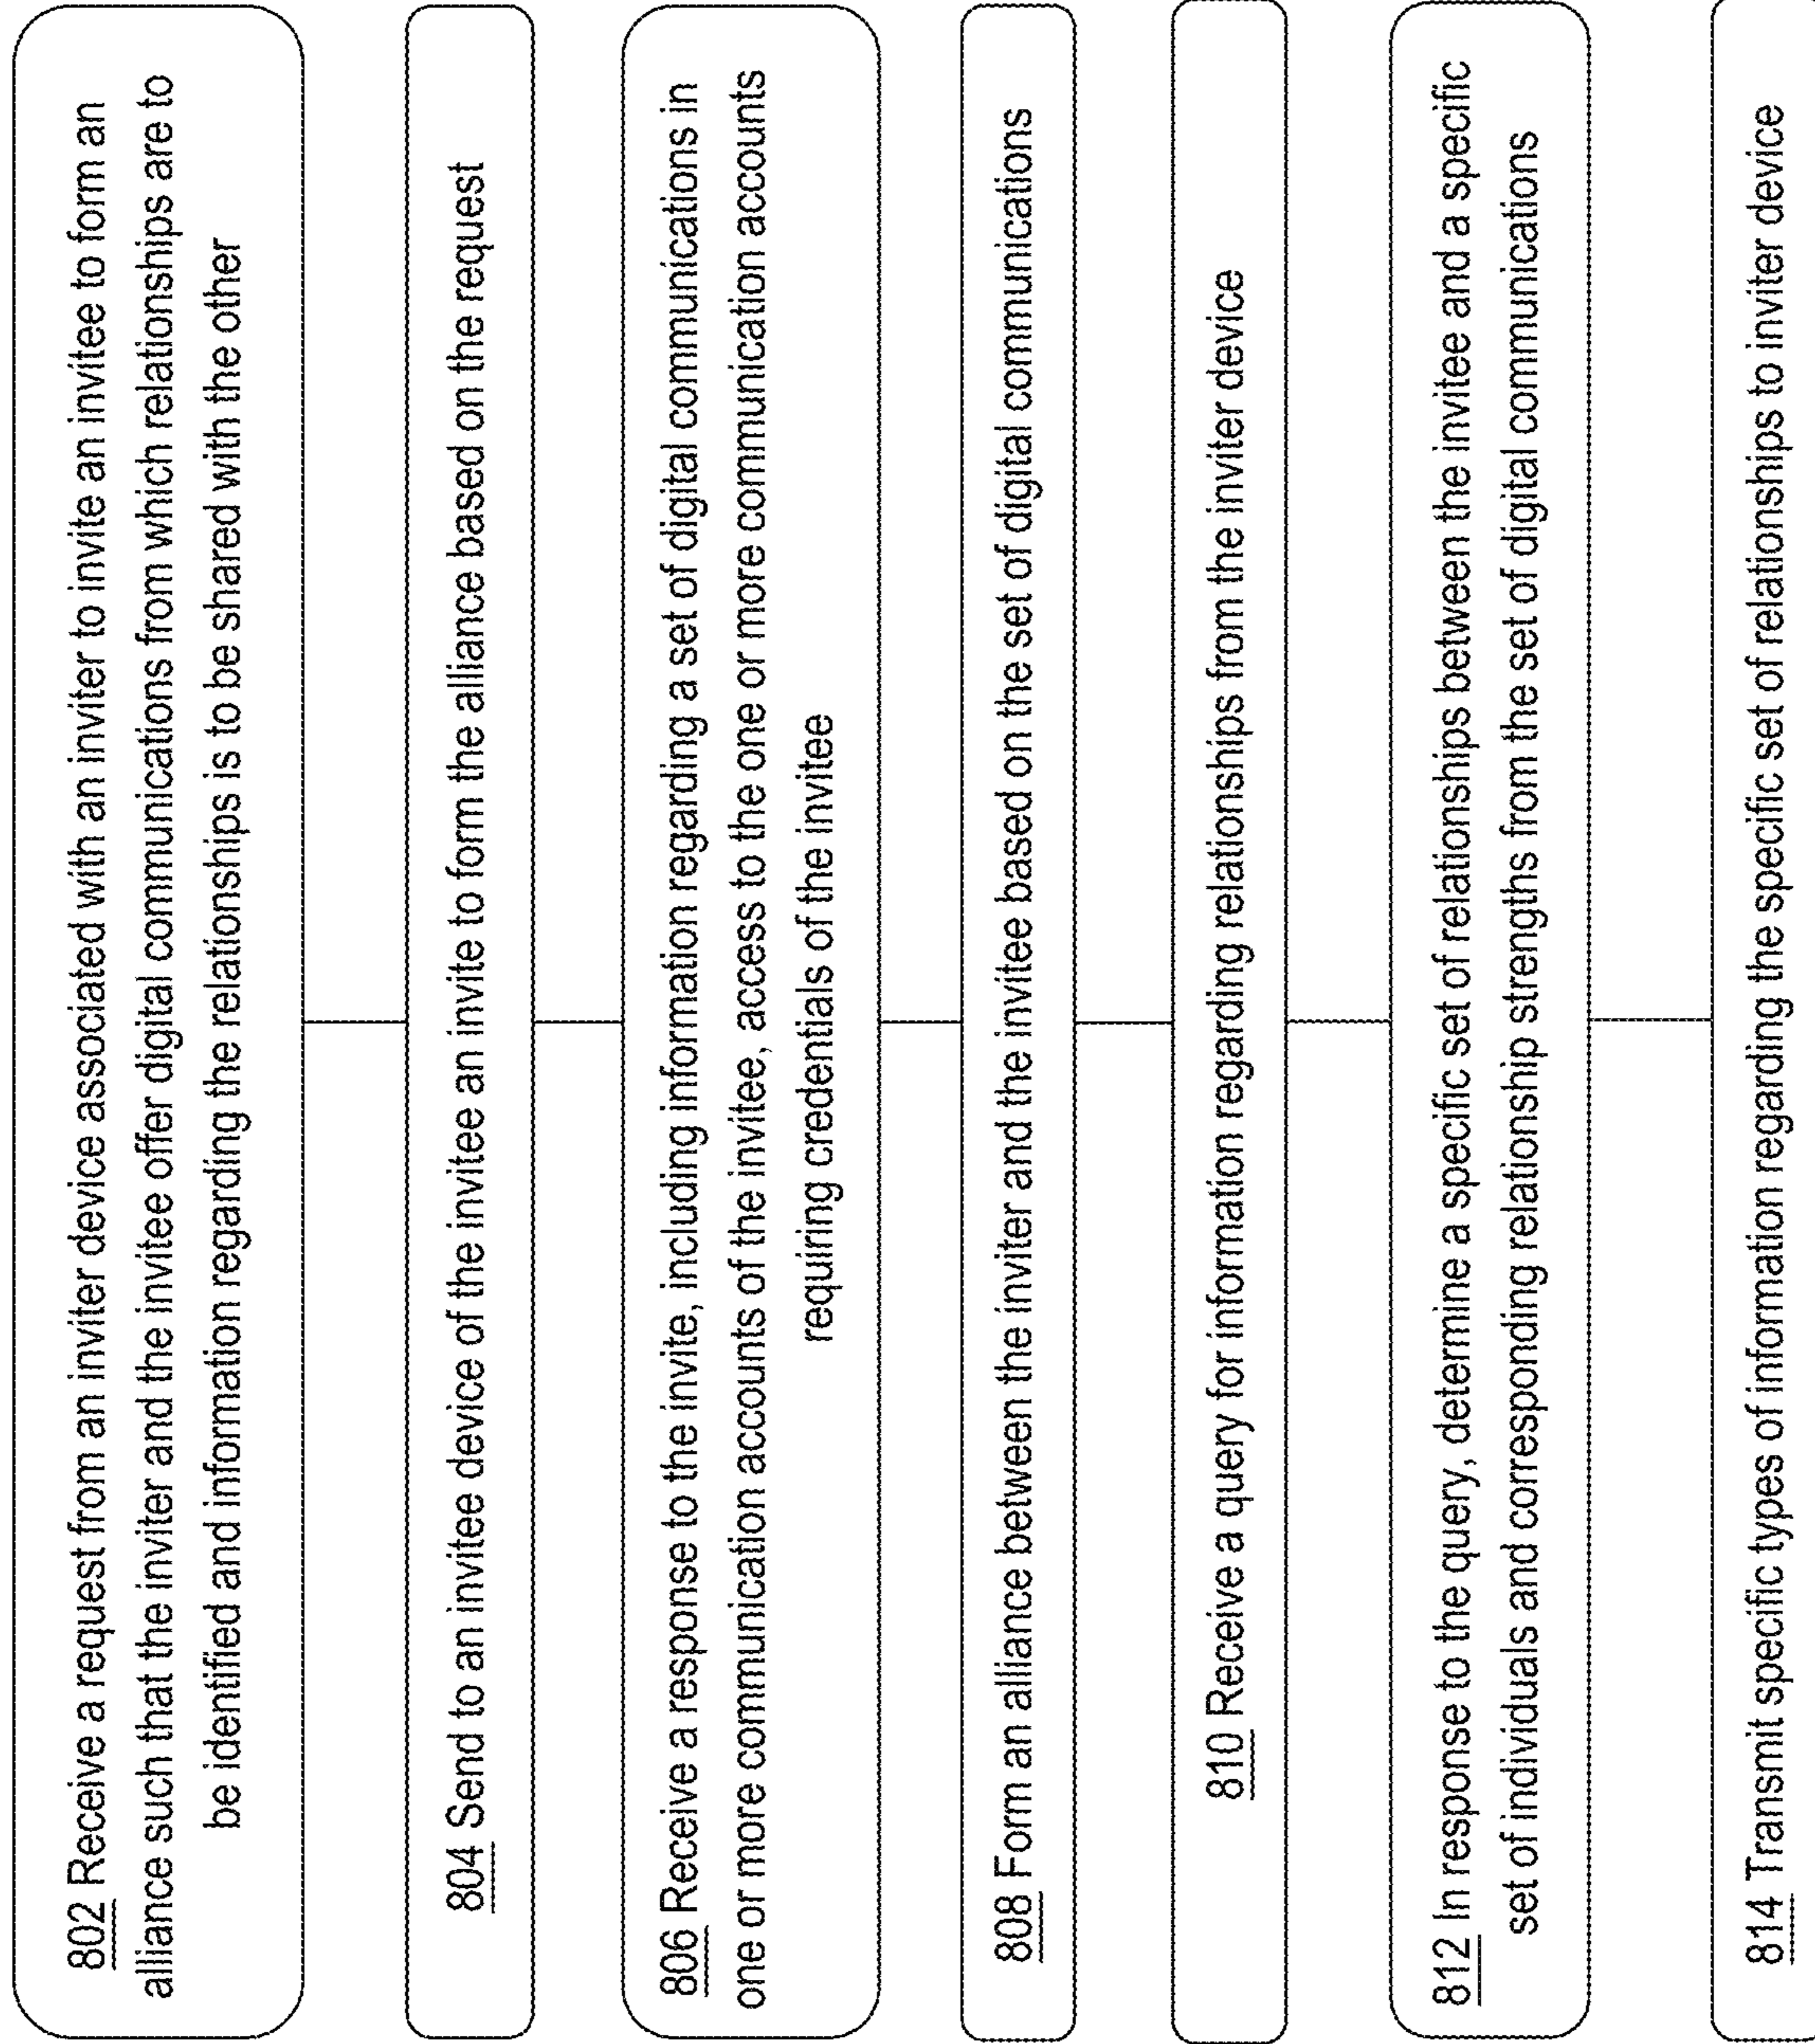 802 Receive a request from an inviter device associated with an inviter to invite an invitee to form an
alliance such that the inviter and the invitee offer digital communications from which relationships are to
be identified and information regarding the relationships is to be shared with the other
804 Send to an invitee device of the invitee an invite to form the alliance based on the request
806 Receive a response to the invite, including information regarding a set of digital communications in
one or more communication accounts of the invitee, access to the one or more communication accounts
requiring credentials of the invitee
808 Form an alliance between the inviter and the invitee based on the set of digital communications
810 Receive a query for information regarding relationships from the inviter device
812 In response to the query, determine a specific set of relationships between the invitee and a specific
set of individuals and corresponding relationship strengths from the set of digital communications
814 Transmit specific types of information regarding the specific set of relationships to inviter device